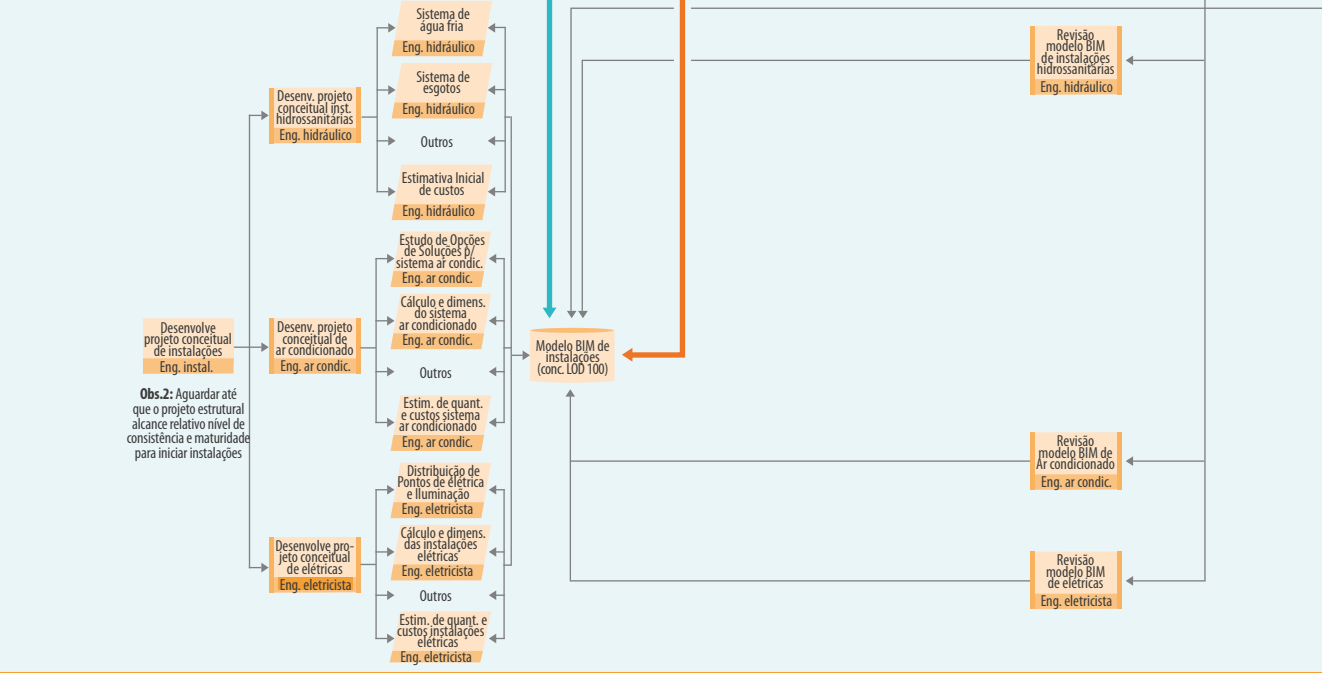 Sistema de
água fria
Eng. hidráulico
Sistema de
esgotos
Eng. hidráulico
Outros
Estimativa Inicial
de custos
Eng. hidráulico
Desenv. projeto
conceitual inst.
hidrossanitárias
Eng. hidráulico
Revisão
modelo BIM
de instalações
hidrossanitárias
Eng. hidráulico
Estudo de Opções
de Soluções p/
sistema ar condic.
Eng. ar condic.
Cálculo e dimens.
do sistema
ar condicionado
Eng. ar condic.
Outros
Estim. de quant.
e custos sistema
ar condicionado
Eng. ar condic.
Desenvolve
projeto conceitual
de instalações
Eng. instal.
Desenv. projeto
conceitual de
ar condicionado
Eng. ar condic.
Modelo BIM de
instalações
(conc. LOD 100)
Obs.2: Aguardar até
que o projeto estrutural
alcance relativo nível de
consistência e maturidade
para iniciar instalações
Revisão
modelo BIM de
Ar condicionado
Eng. ar condic.
Distribuição de
Pontos de elétrica
e Iluminação
Eng. eletricista
Cálculo e dimens.
das instalações
elétricas
Eng. eletricista
Outros
Estim. de quant. e
custos instalações
elétricas
Eng. eletricista
Desenvolve pro-
jeto conceitual
de elétricas
Eng. eletricista
Revisão
modelo BIM
de elétricas
Eng. eletricista